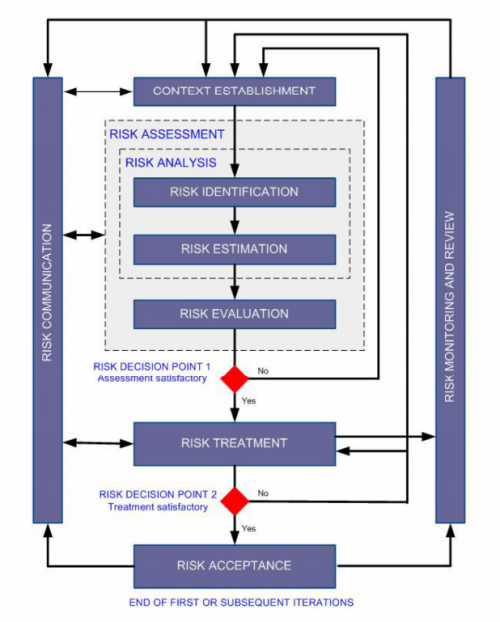 CONTEXT ESTABLISHMENT
RISK ASSESSMENT
RISK ANALYSIS
RISK IDENTIFICATION
RISK ESTIMATION
RISK EVALUATION
RISK COMMUNICATION
RISK MONITORING AND REVIEW
RISK DECISION POINT 1
Assessment satisfactory
No
Yes
RISK TREATMENT
RISK DECISION POINT 2
Treatment satisfactory
No
Yes
RISK ACCEPTANCE
END OF FIRST OR SUBSEQUENT ITERATIONS